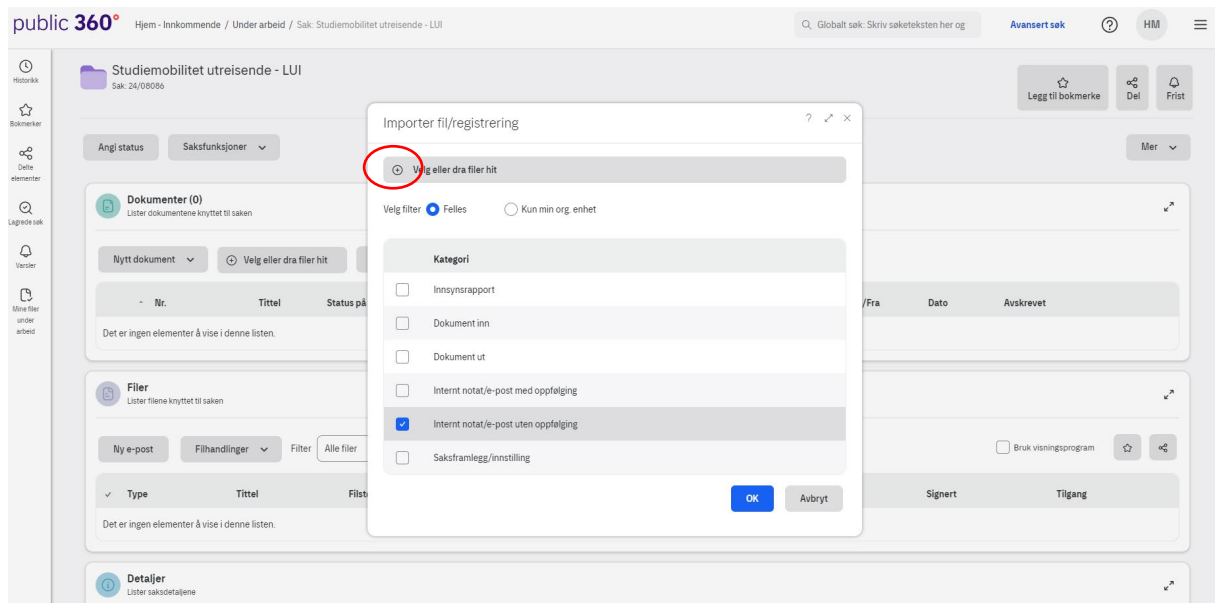 public 360°
Hjem - Innkommende / Under arbeid / Sak: Studiemobilitet utreisende - LUI
Globalt søk: Skriv søketeksten her og
Avansert søk
HM
Historikk
Bokmerker
Delte
elementer
Lagrede søk
Varsler
Mine filer
under
arbeid
Studiemobilitet utreisende - LUI
Sak: 24/08086
Legg til bokmerke
Del
Frist
Angi status
Saksfunksjoner
Mer
Dokumenter (0)
Lister dokumentene knyttet til saken
Nytt dokument
Velg eller dra filer hit
Nr. Tittel Status på /Fra Dato Avskrevet
Det er ingen elementer å vise i denne listen.
Filer
Lister filene knyttet til saken
Ny e-post
Filhandlinger
Filter
Alle filer
Bruk visningsprogram
Type Tittel Filst Signert Tilgang
Det er ingen elementer å vise i denne listen.
Detaljer
Lister saksdetaljene
Importer fil/registrering
?
Velg eller dra filer hit
Velg filter Felles Kun min org. enhet
Kategori
Innsynsrapport
Dokument inn
Dokument ut
Internt notat/e-post med oppfølging
Internt notat/e-post uten oppfølging
Saksframlegg/innstilling
OK
Avbryt